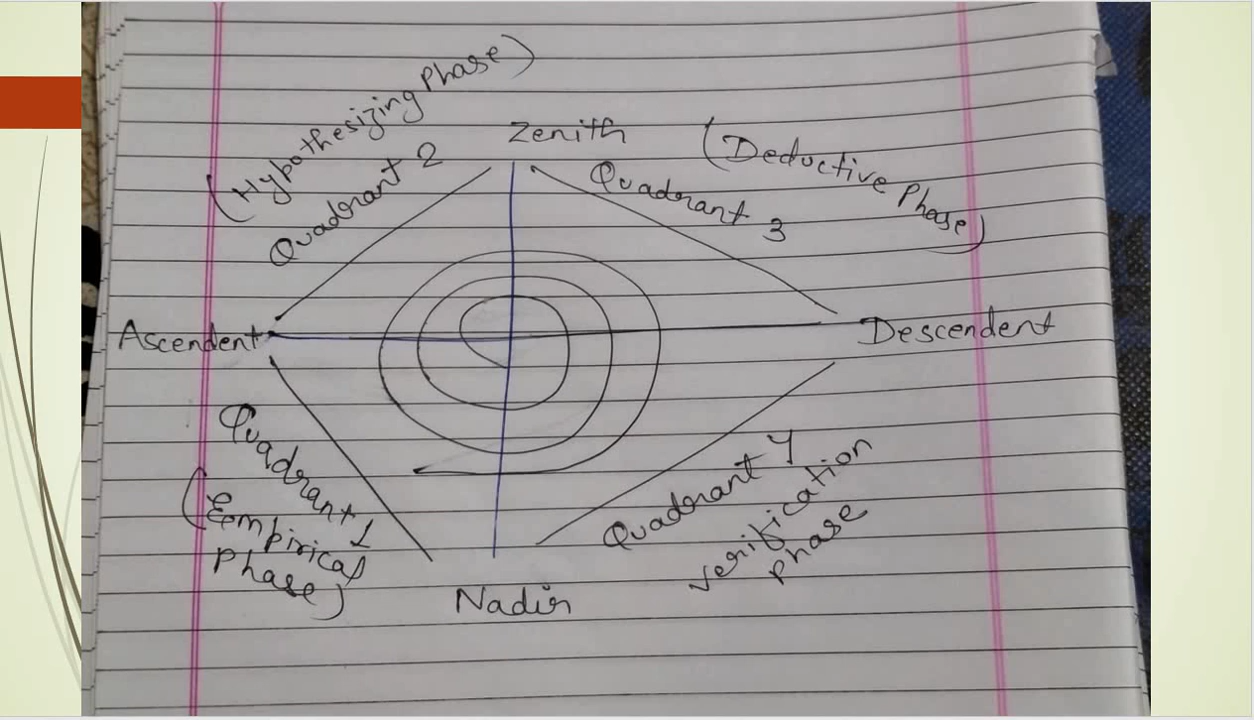 (Hypothesizing Phase)
Quadrant 2
Zenith
(Deductive Phase)
Quadrant 3
Ascendent
Descendent
Quadrant 1
(Eempirical
Phase)
Quadrant 4
verification
phase
Nadir